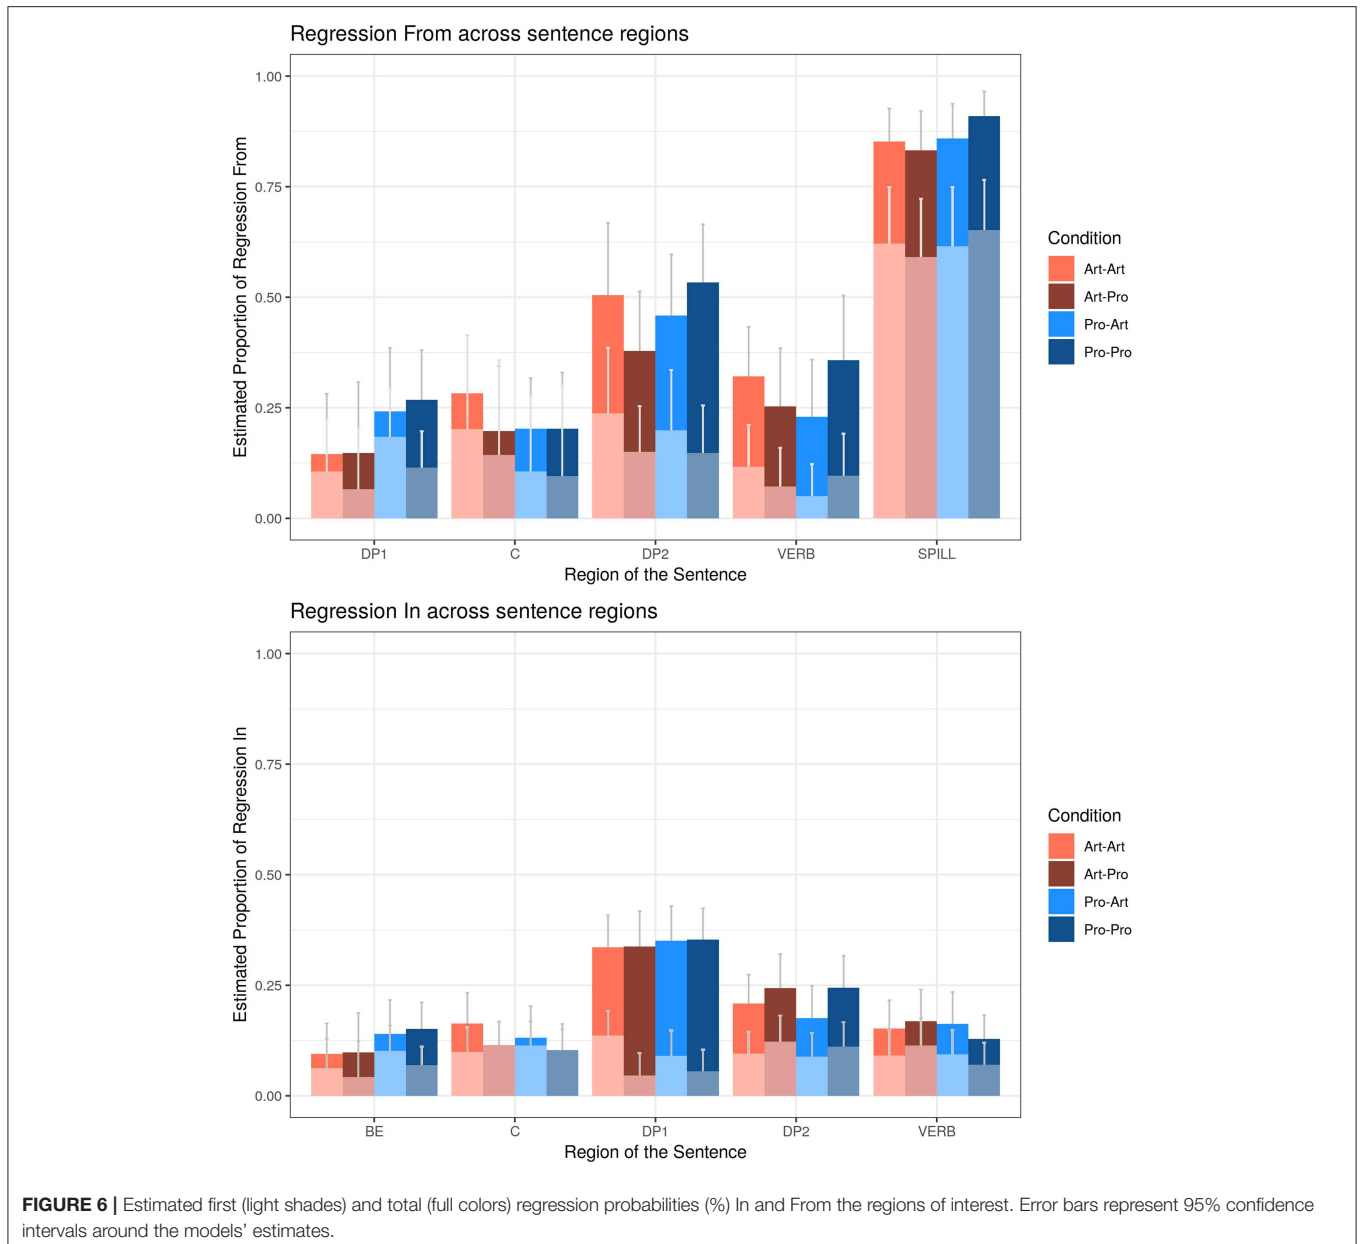 Regression From across sentence regions
1.00
0.75
0.50
0.25
0.00
Estimated Proportion of Regression From
DP1 C DP2 VERB SPILL
Region of the Sentence
Condition
Art-Art
Art-Pro
Pro-Art
Pro-Pro
Regression In across sentence regions
1.00
0.75
0.50
0.25
0.00
Estimated Proportion of Regression In
BE C DP1 DP2 VERB
Region of the Sentence
Condition
Art-Art
Art-Pro
Pro-Art
Pro-Pro
FIGURE 6 | Estimated first (light shades) and total (full colors) regression probabilities (%) In and From the regions of interest. Error bars represent 95% confidence
intervals around the models’ estimates.